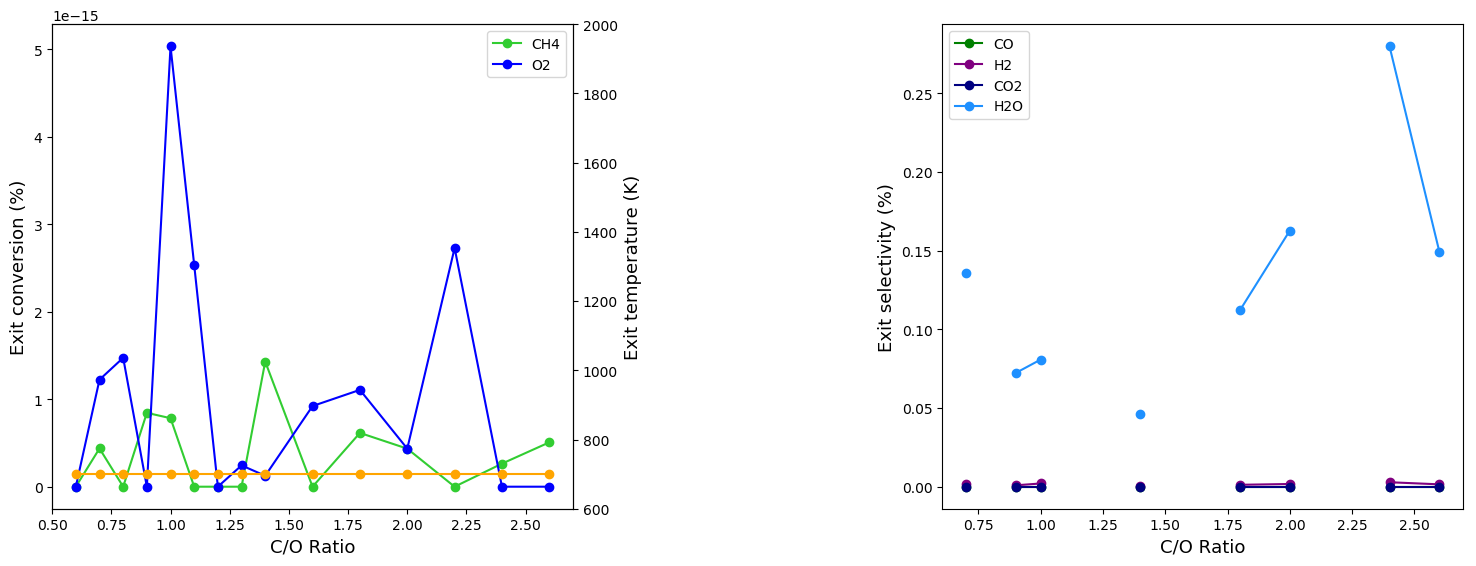 1e−15
5
4
3
2
1
0
Exit conversion (%)
0.50 0.75 1.00 1.25 1.50 1.75 2.00 2.25 2.50
C/O Ratio
CH4
O2
2000
1800
1600
1400
1200
1000
800
600
Exit temperature (K)
CO
H2
CO2
H2O
0.25
0.20
0.15
0.10
0.05
0.00
Exit selectivity (%)
0.75 1.00 1.25 1.50 1.75 2.00 2.25 2.50
C/O Ratio